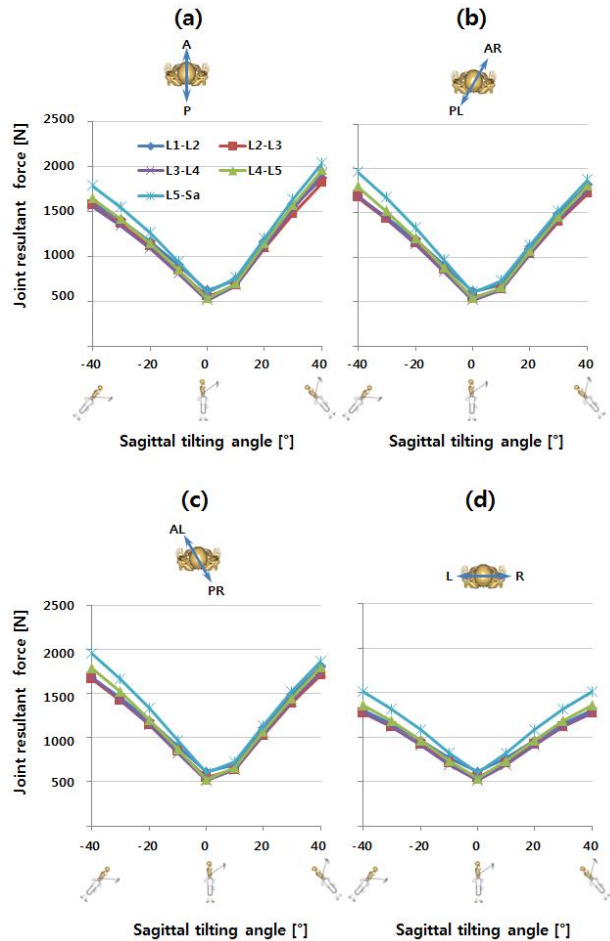 (a)
(b)
A
P
AR
PL
Joint resultant force [N]
2500
2000
1500
1000
500
L1-L2
L2-L3
L3-L4
L4-L5
L5-Sa
-40
-20
0
20
40
-40
-20
0
20
40
Sagittal tilting angle [°]
Sagittal tilting angle [°]
(c)
(d)
AL
PR
L
R
Joint resultant force [N]
2500
2000
1500
1000
500
-40
-20
0
20
40
-40
-20
0
20
40
Sagittal tilting angle [°]
Sagittal tilting angle [°]